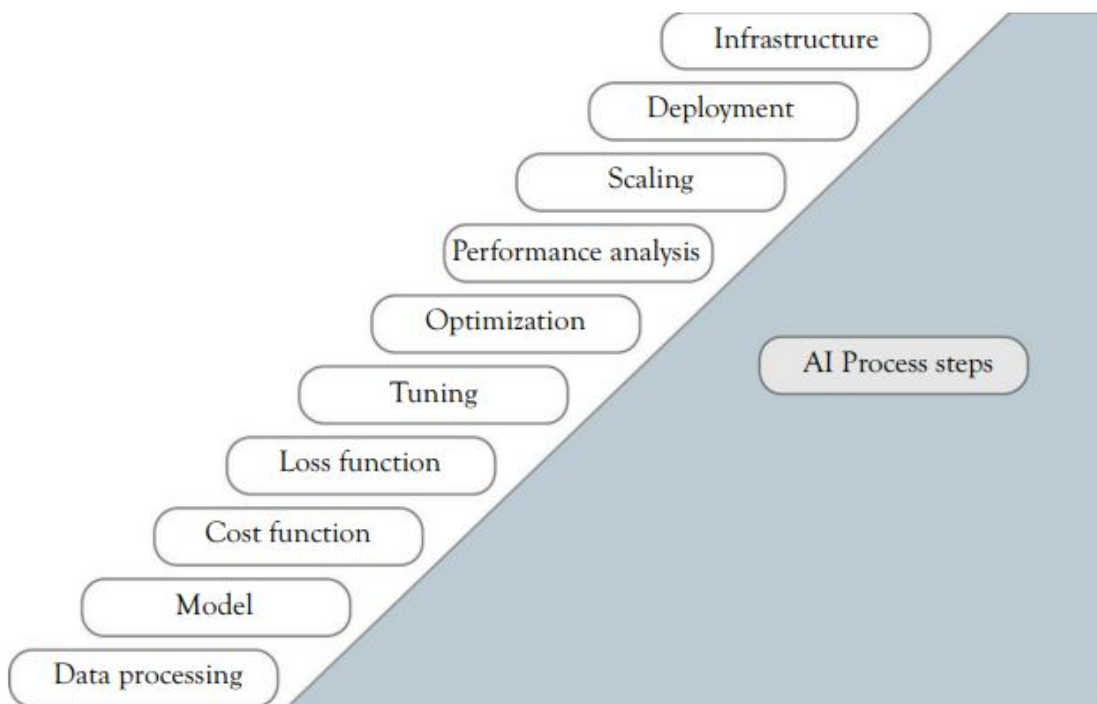 Infrastructure
Deployment
Scaling
Performance analysis
Optimization
AI Process steps
Tuning
Loss function
Cost function
Model
Data processing